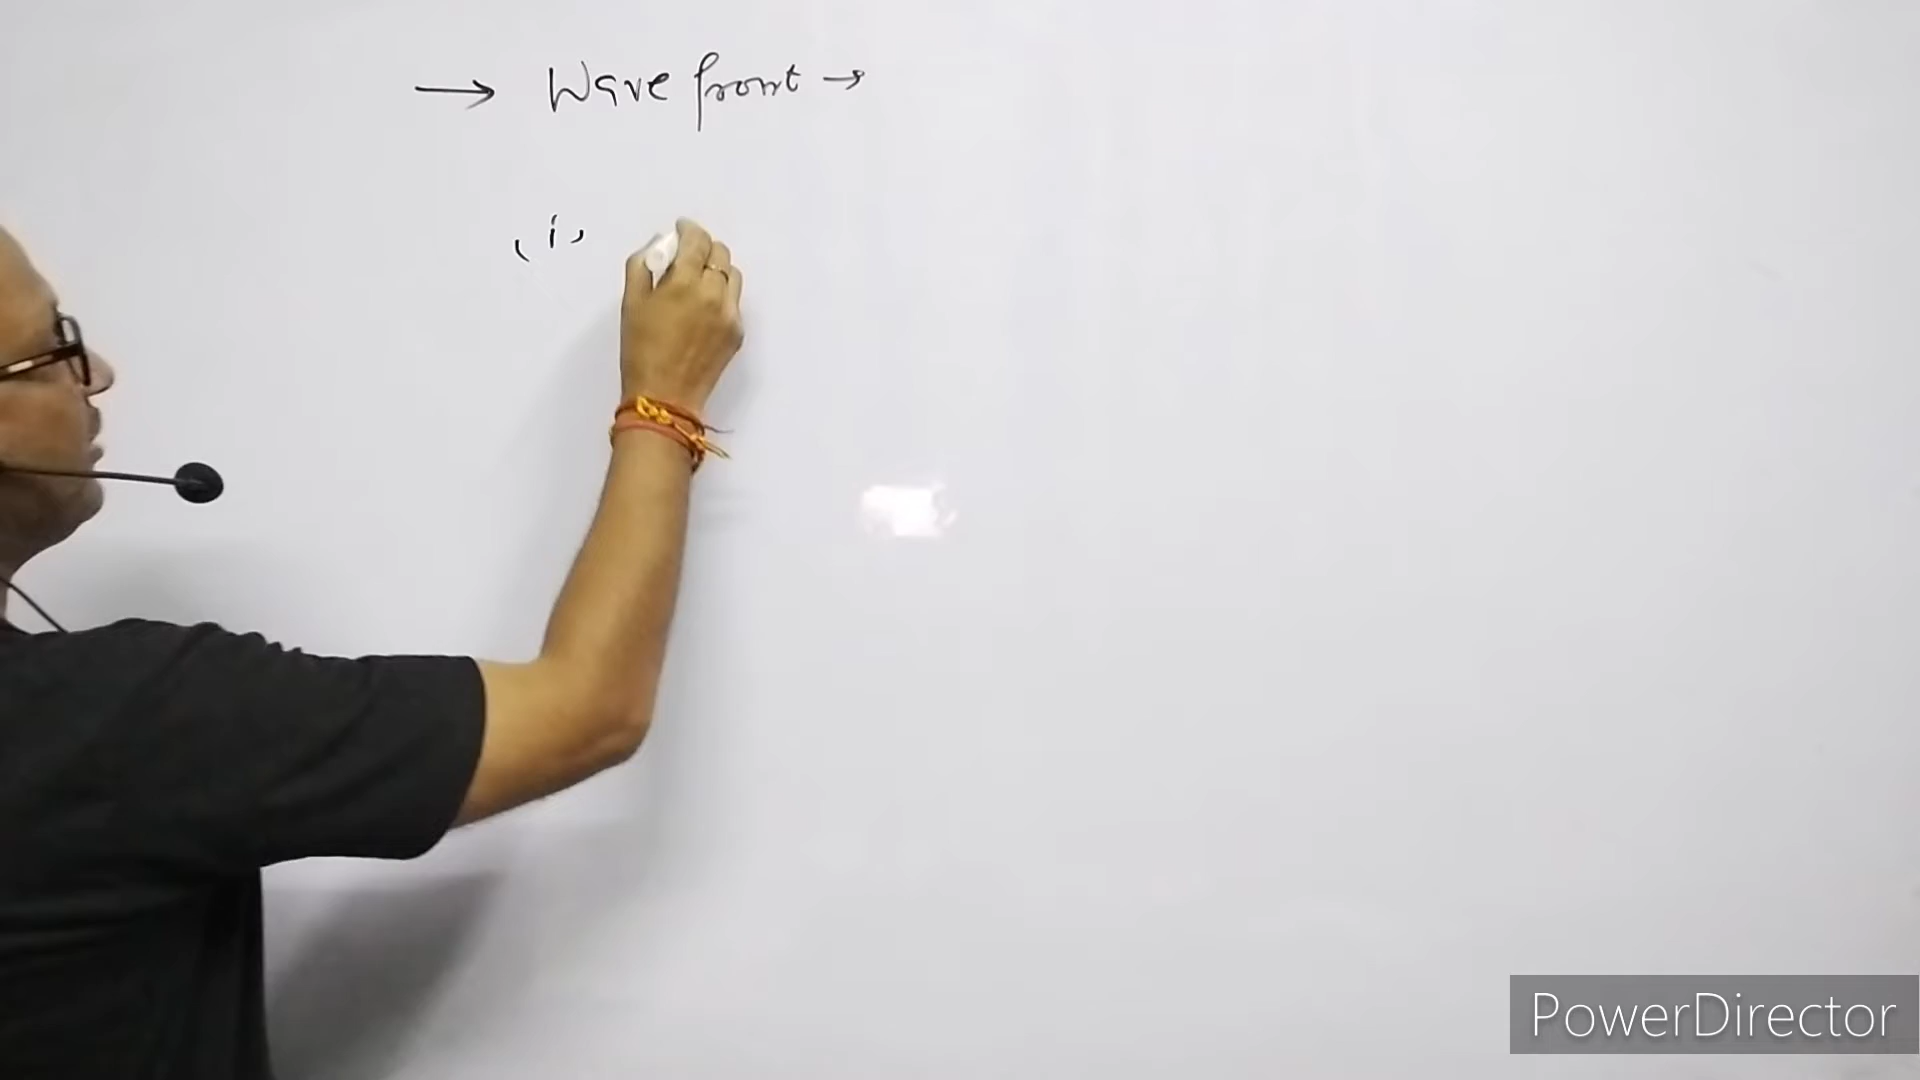 → Wave front →
(i)
PowerDirector